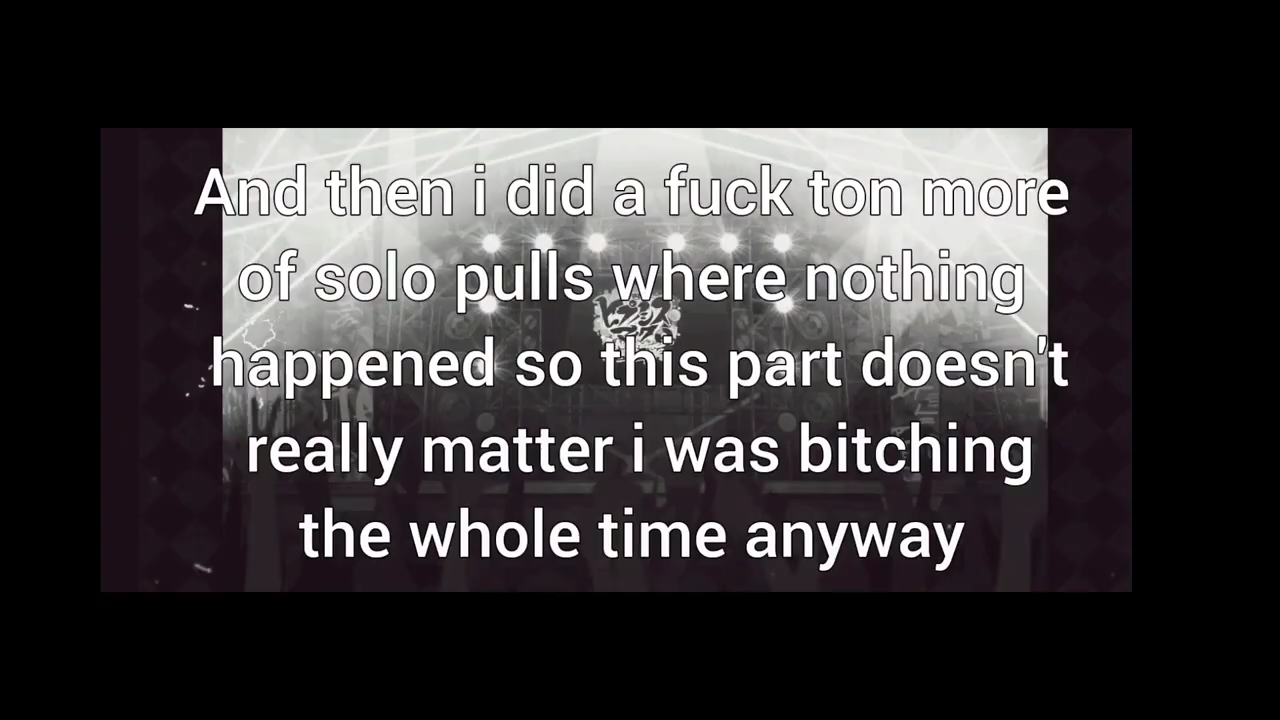 And then i did a fuck ton more
of solo pulls where nothing
happened so this part doesn't
really matter i was bitching
the whole time anyway